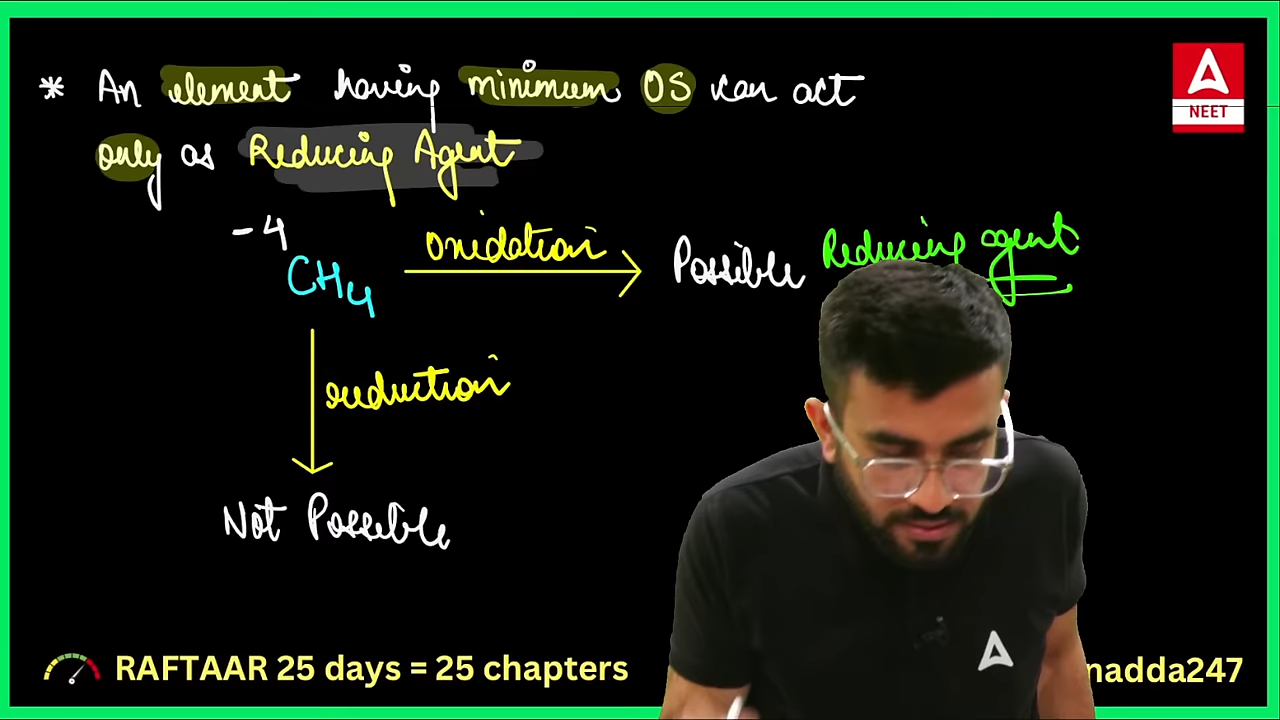 * An element having minimum OS can act
only as Reducing Agent
NEET
-4
CH4
oxidation
Possible Reducing agent
reduction
Not Possible
RAFTAAR 25 days = 25 chapters
nadda247